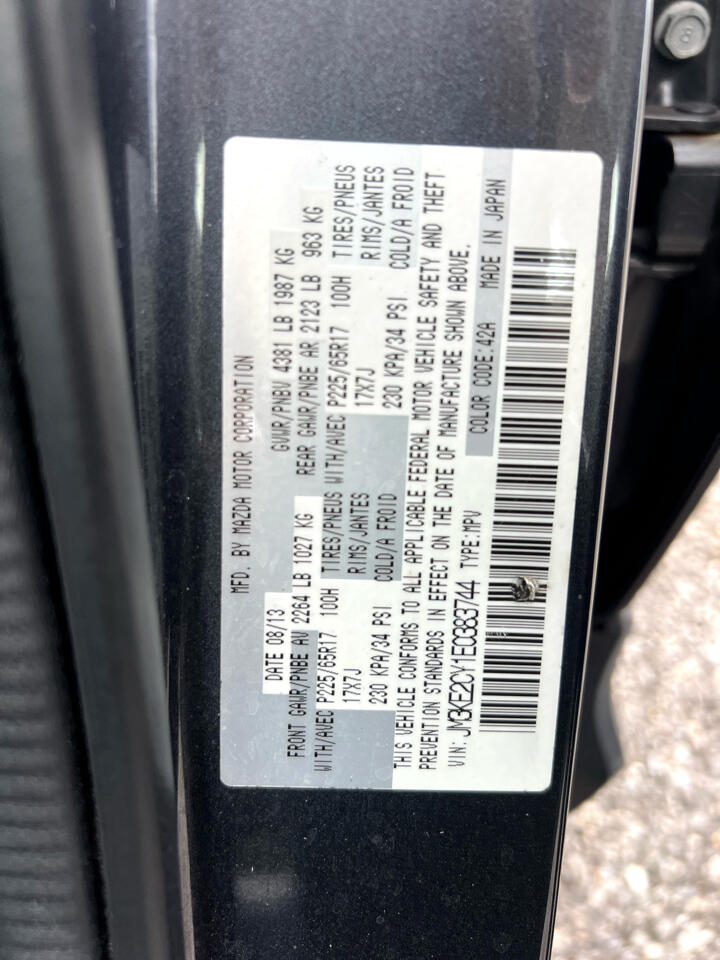 MFD. BY MAZDA MOTOR CORPORATION
DATE 08/13 GVWR/PNBV 4381 LB 1987 KG
FRONT GAWR/PNBE AV 2264 LB 1027 KG REAR GAWR/PNBE AR 2123 LB 963 KG
WITH/AVEC P225/65R17 100H TIRES/PNEUS WITH/AVEC P225/65R17 100H TIRES/PNEUS
17X7J RIMS/JANTES 17X7J RIMS/JANTES
230 KPA/34 PSI COLD/A FROID 230 KPA/34 PSI COLD/A FROID
THIS VEHICLE CONFORMS TO ALL APPLICABLE FEDERAL MOTOR VEHICLE SAFETY AND THEFT
PREVENTION STANDARDS IN EFFECT ON THE DATE OF MANUFACTURE SHOWN ABOVE.
VIN: JM3KE2CY1E0383744 TYPE:MPV COLOR CODE:42A MADE IN JAPAN
8